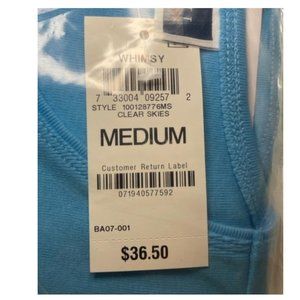 WHIMSY
7 33004 09257 2
STYLE 100128776MS
CLEAR SKIES
MEDIUM
Customer Return Label
071940577592
BA07-001
$36.50